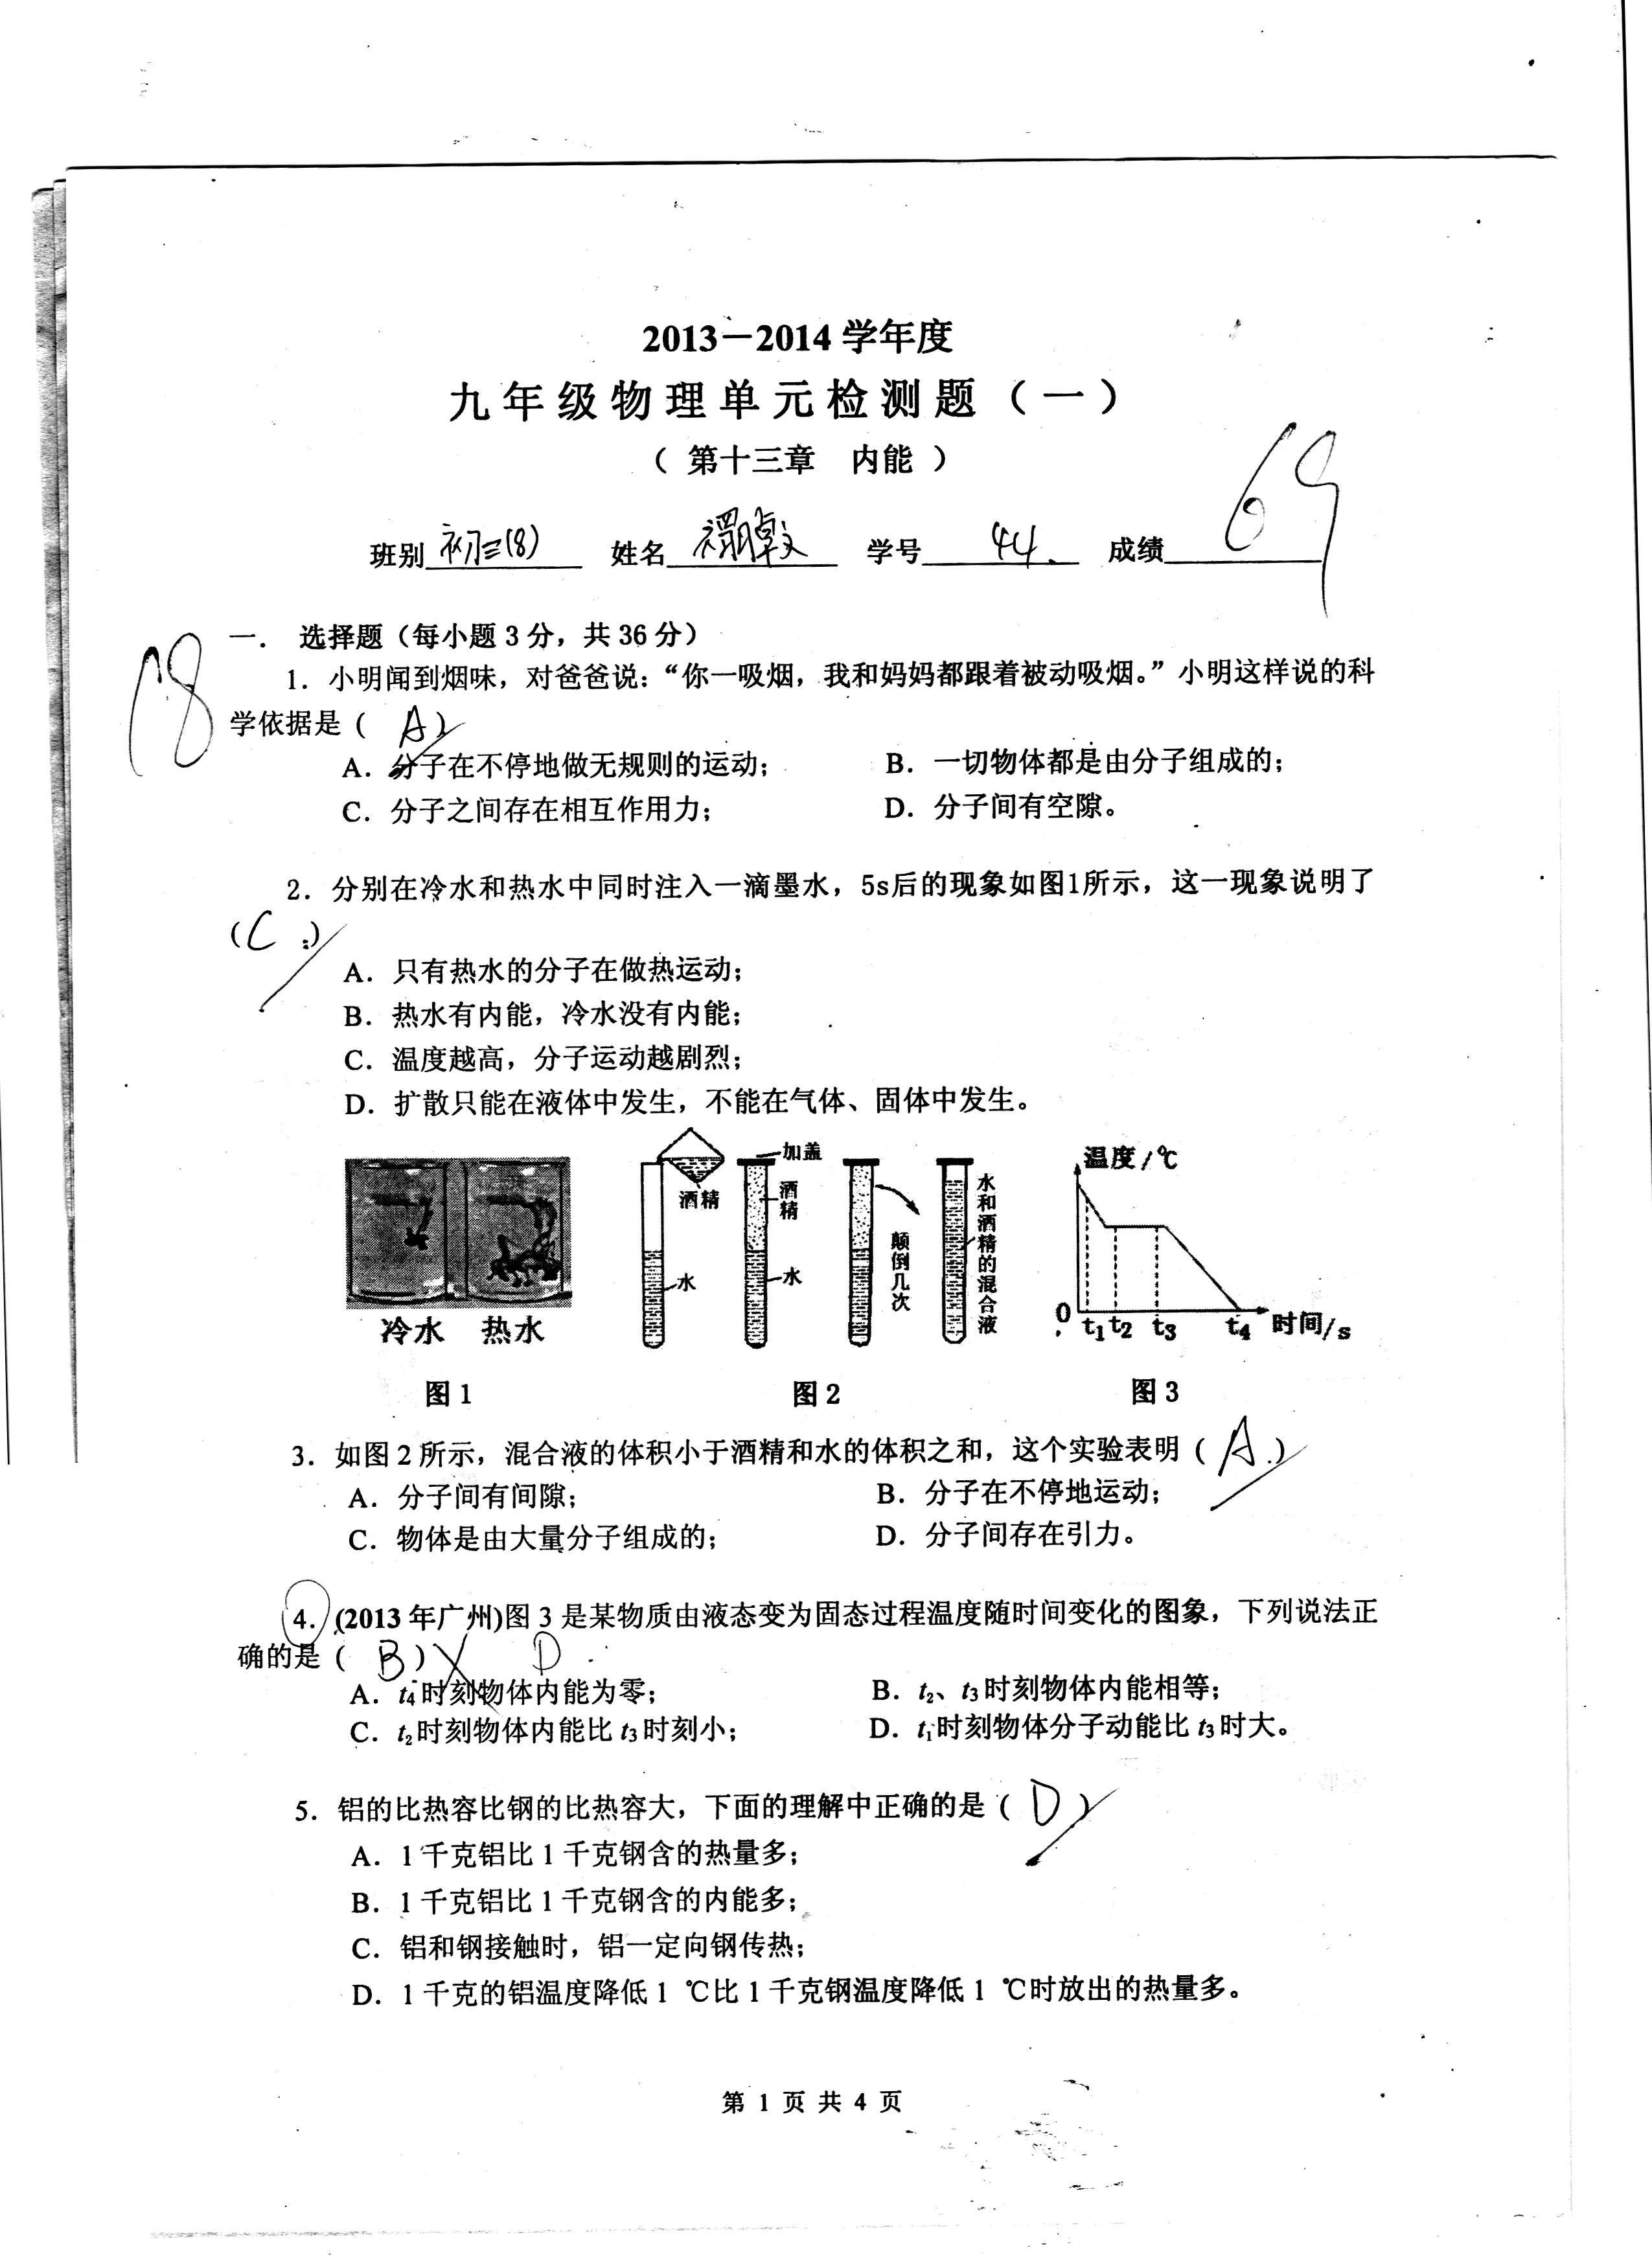 2013－2014 学年度
九年级物理单元检测题（一）
（ 第十三章 内能 ）
班别 初三(8) 姓名 学号 44. 成绩 69
18
一． 选择题（每小题 3 分，共 36 分）
1．小明闻到烟味，对爸爸说：“你一吸烟，我和妈妈都跟着被动吸烟。”小明这样说的科
学依据是（ A ）
A．分子在不停地做无规则的运动； B．一切物体都是由分子组成的；
C．分子之间存在相互作用力； D．分子间有空隙。
2．分别在冷水和热水中同时注入一滴墨水，5s后的现象如图1所示，这一现象说明了
（ C ）
A．只有热水的分子在做热运动；
B．热水有内能，冷水没有内能；
C．温度越高，分子运动越剧烈；
D．扩散只能在液体中发生，不能在气体、固体中发生。
冷水 热水
酒精
水
加盖
酒精
水
颠倒几次
水和酒精的混合液
温度/℃
0 t1 t2 t3 t4 时间/s
图 1 图 2 图 3
3．如图 2 所示，混合液的体积小于酒精和水的体积之和，这个实验表明（ A ）
A．分子间有间隙； B．分子在不停地运动；
C．物体是由大量分子组成的； D．分子间存在引力。
4．(2013 年广州)图 3 是某物质由液态变为固态过程温度随时间变化的图象，下列说法正
确的是（ B ） D
A．t4时刻物体内能为零； B．t2、t3时刻物体内能相等；
C．t2时刻物体内能比 t3时刻小； D．t1时刻物体分子动能比 t3时大。
5．铝的比热容比钢的比热容大，下面的理解中正确的是（ D ）
A．1 千克铝比 1 千克钢含的热量多；
B．1 千克铝比 1 千克钢含的内能多；
C．铝和钢接触时，铝一定向钢传热；
D．1 千克的铝温度降低 1 ℃比 1 千克钢温度降低 1 ℃时放出的热量多。
第 1 页 共 4 页